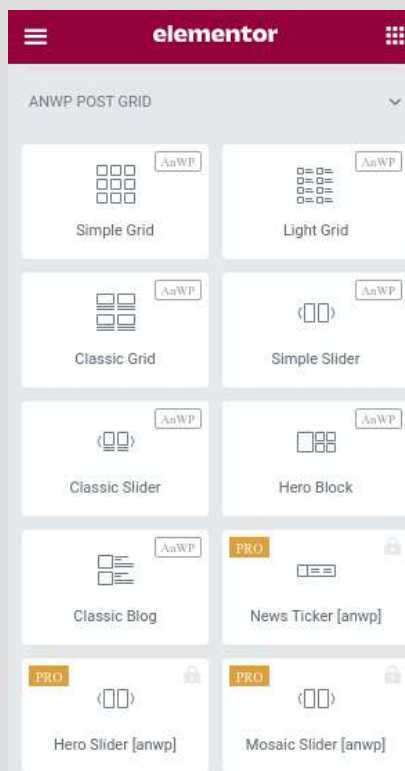 elementor
ANWP POST GRID
AnWP AnWP
Simple Grid Light Grid
AnWP AnWP
Classic Grid Simple Slider
AnWP AnWP
Classic Slider Hero Block
AnWP PRO
Classic Blog News Ticker [anwp]
PRO PRO
Hero Slider [anwp] Mosaic Slider [anwp]